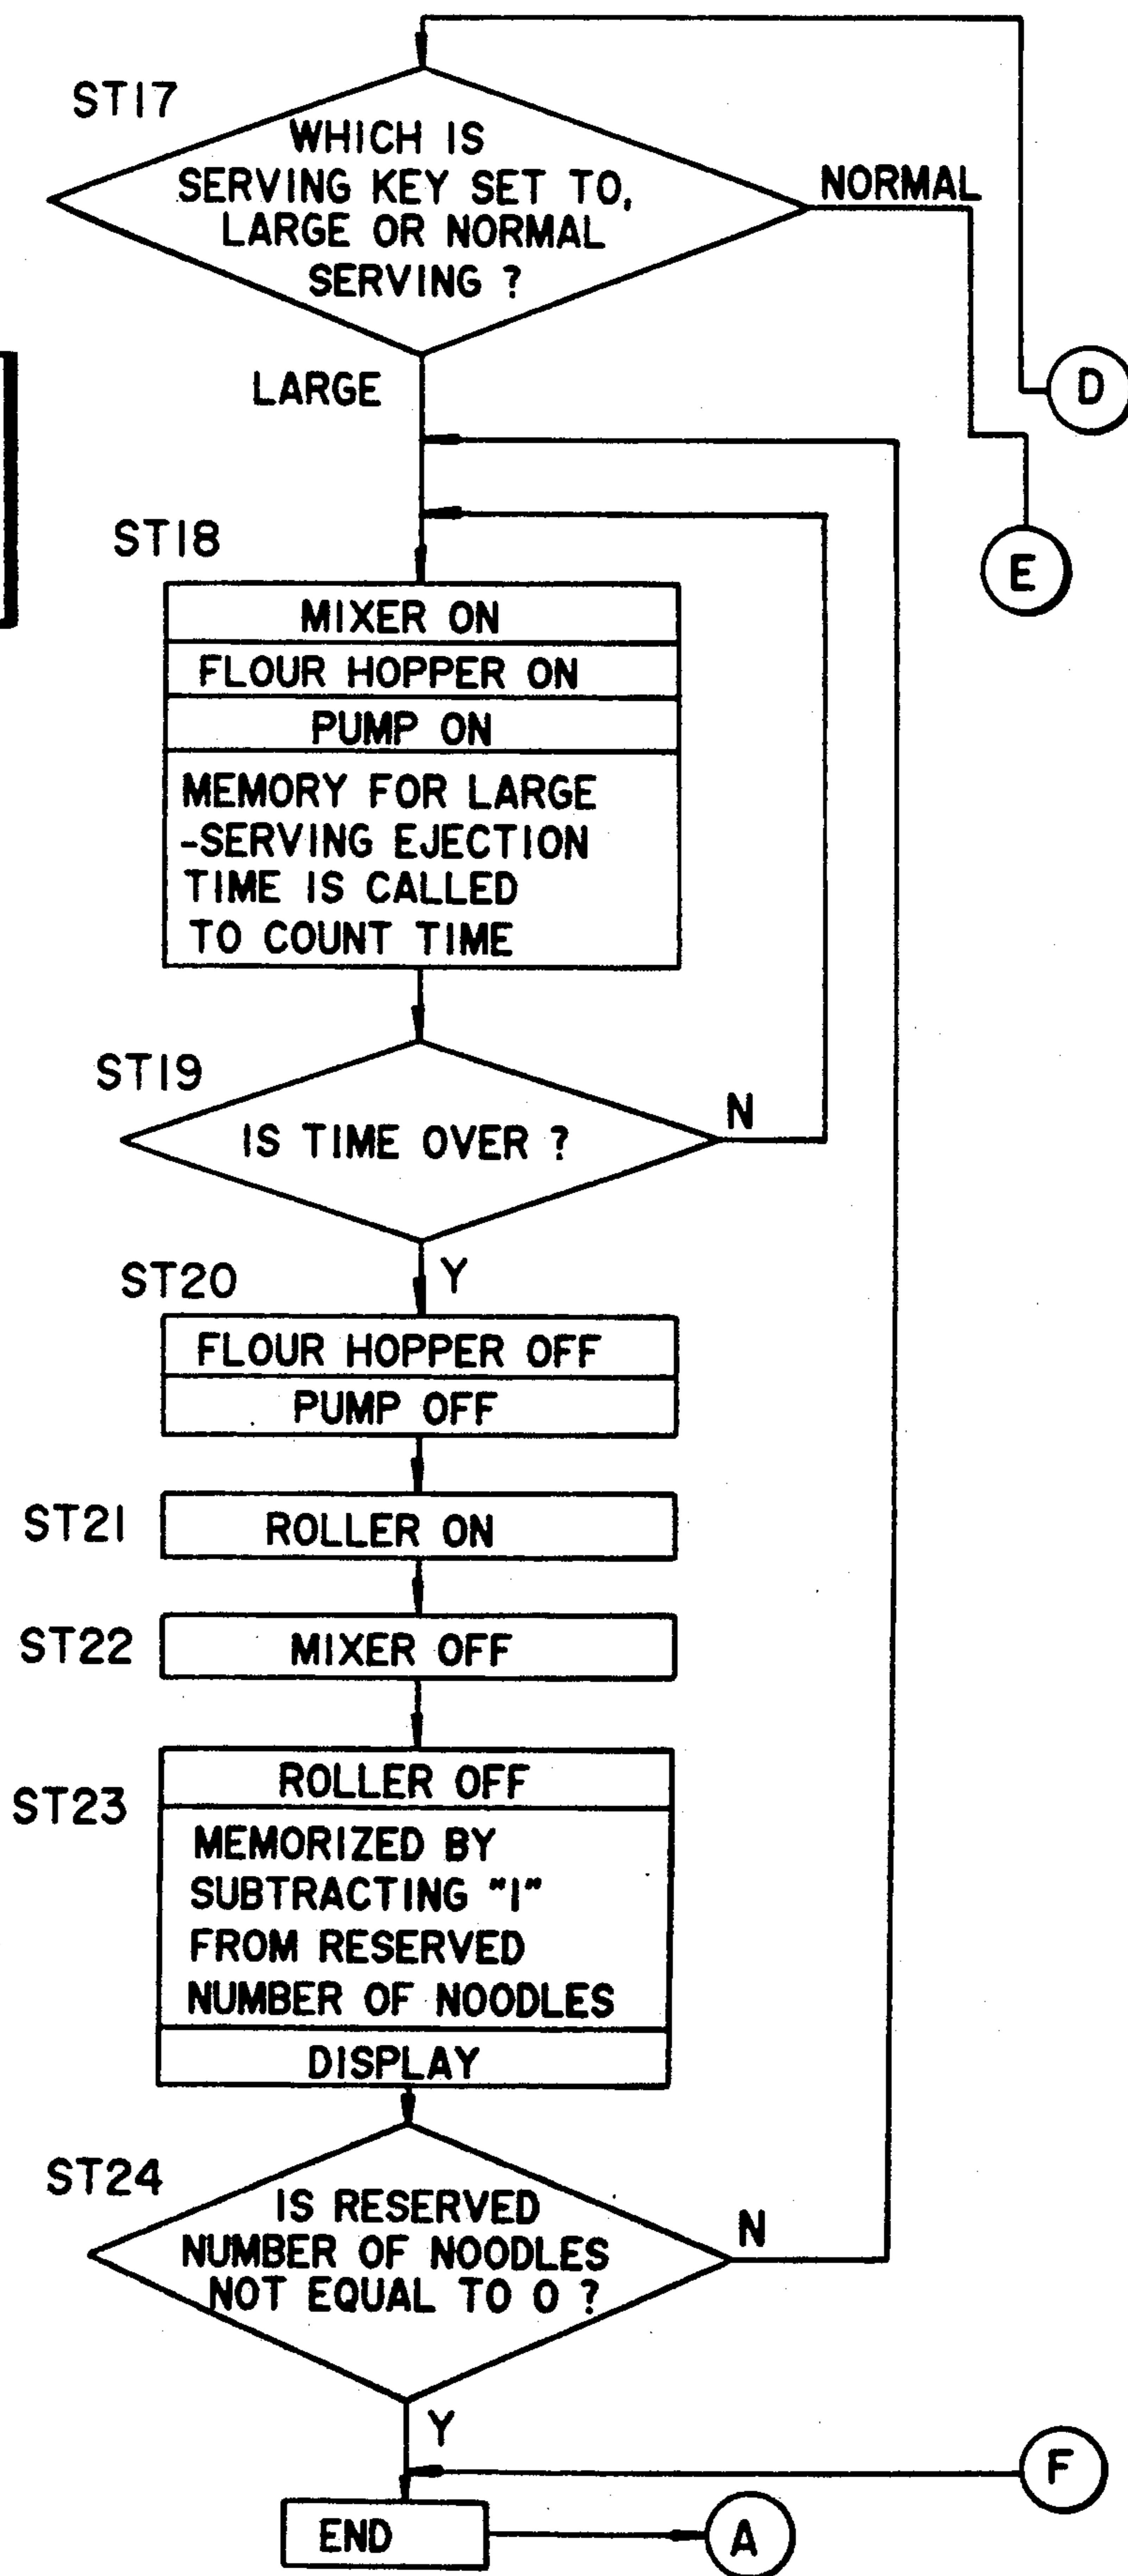 ST17
WHICH IS
SERVING KEY SET TO,
LARGE OR NORMAL
SERVING ?
NORMAL
LARGE
D
E
ST18
MIXER ON
FLOUR HOPPER ON
PUMP ON
MEMORY FOR LARGE
-SERVING EJECTION
TIME IS CALLED
TO COUNT TIME
ST19
IS TIME OVER ?
N
Y
ST20
FLOUR HOPPER OFF
PUMP OFF
ST21
ROLLER ON
ST22
MIXER OFF
ST23
ROLLER OFF
MEMORIZED BY
SUBTRACTING "1"
FROM RESERVED
NUMBER OF NOODLES
DISPLAY
ST24
IS RESERVED
NUMBER OF NOODLES
NOT EQUAL TO 0 ?
N
Y
F
END
A